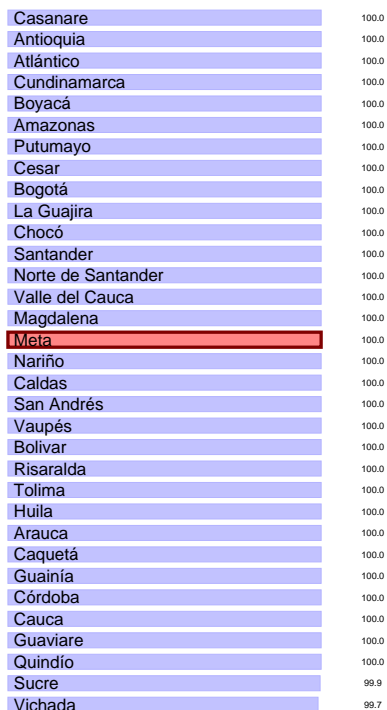 Casanare 100.0
Antioquia 100.0
Atlántico 100.0
Cundinamarca 100.0
Boyacá 100.0
Amazonas 100.0
Putumayo 100.0
Cesar 100.0
Bogotá 100.0
La Guajira 100.0
Chocó 100.0
Santander 100.0
Norte de Santander 100.0
Valle del Cauca 100.0
Magdalena 100.0
Meta 100.0
Nariño 100.0
Caldas 100.0
San Andrés 100.0
Vaupés 100.0
Bolivar 100.0
Risaralda 100.0
Tolima 100.0
Huila 100.0
Arauca 100.0
Caquetá 100.0
Guainía 100.0
Córdoba 100.0
Cauca 100.0
Guaviare 100.0
Quindío 100.0
Sucre 99.9
Vichada 99.7